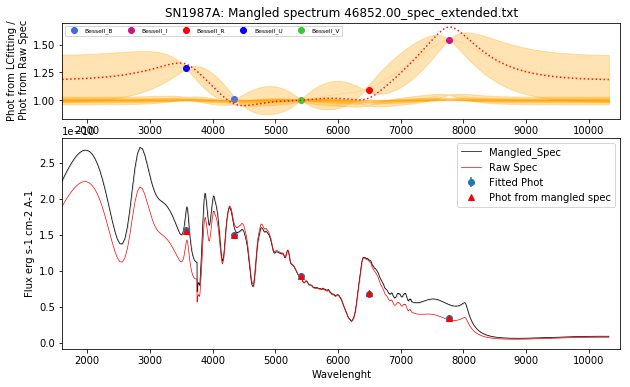 SN1987A: Mangled spectrum 46852.00_spec_extended.txt
Phot from LCfitting /
Phot from Raw Spec
Bessell_B Bessell_I Bessell_R Bessell_U Bessell_V
1.50
1.25
1.00
2000 3000 4000 5000 6000 7000 8000 9000 10000
1e−10
Flux erg s-1 cm-2 A-1
2.5
2.0
1.5
1.0
0.5
0.0
Mangled_Spec
Raw Spec
Fitted Phot
Phot from mangled spec
2000 3000 4000 5000 6000 7000 8000 9000 10000
Wavelenght